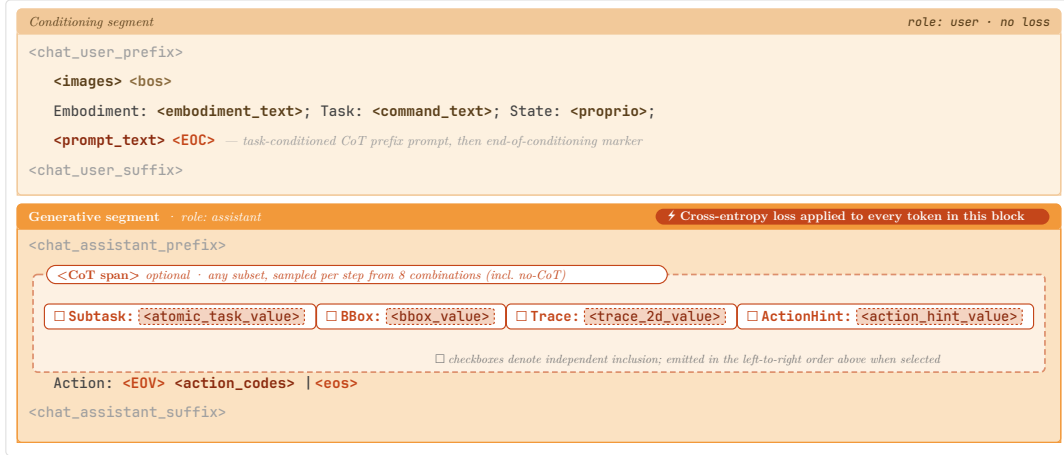 Conditioning segment role: user · no loss
<chat_user_prefix>
<images> <bos>
Embodiment: <embodiment_text>; Task: <command_text>; State: <proprio>;
<prompt_text> <EOC> — task-conditioned CoT prefix prompt, then end-of-conditioning marker
<chat_user_suffix>
Generative segment · role: assistant ⚡ Cross-entropy loss applied to every token in this block
<chat_assistant_prefix>
<CoT span> optional · any subset, sampled per step from 8 combinations (incl. no-CoT)
☐ Subtask: <atomic_task_value> ☐ BBox: <bbox_value> ☐ Trace: <trace_2d_value> ☐ ActionHint: <action_hint_value>
☐ checkboxes denote independent inclusion; emitted in the left-to-right order above when selected
Action: <EOV> <action_codes> | <eos>
<chat_assistant_suffix>